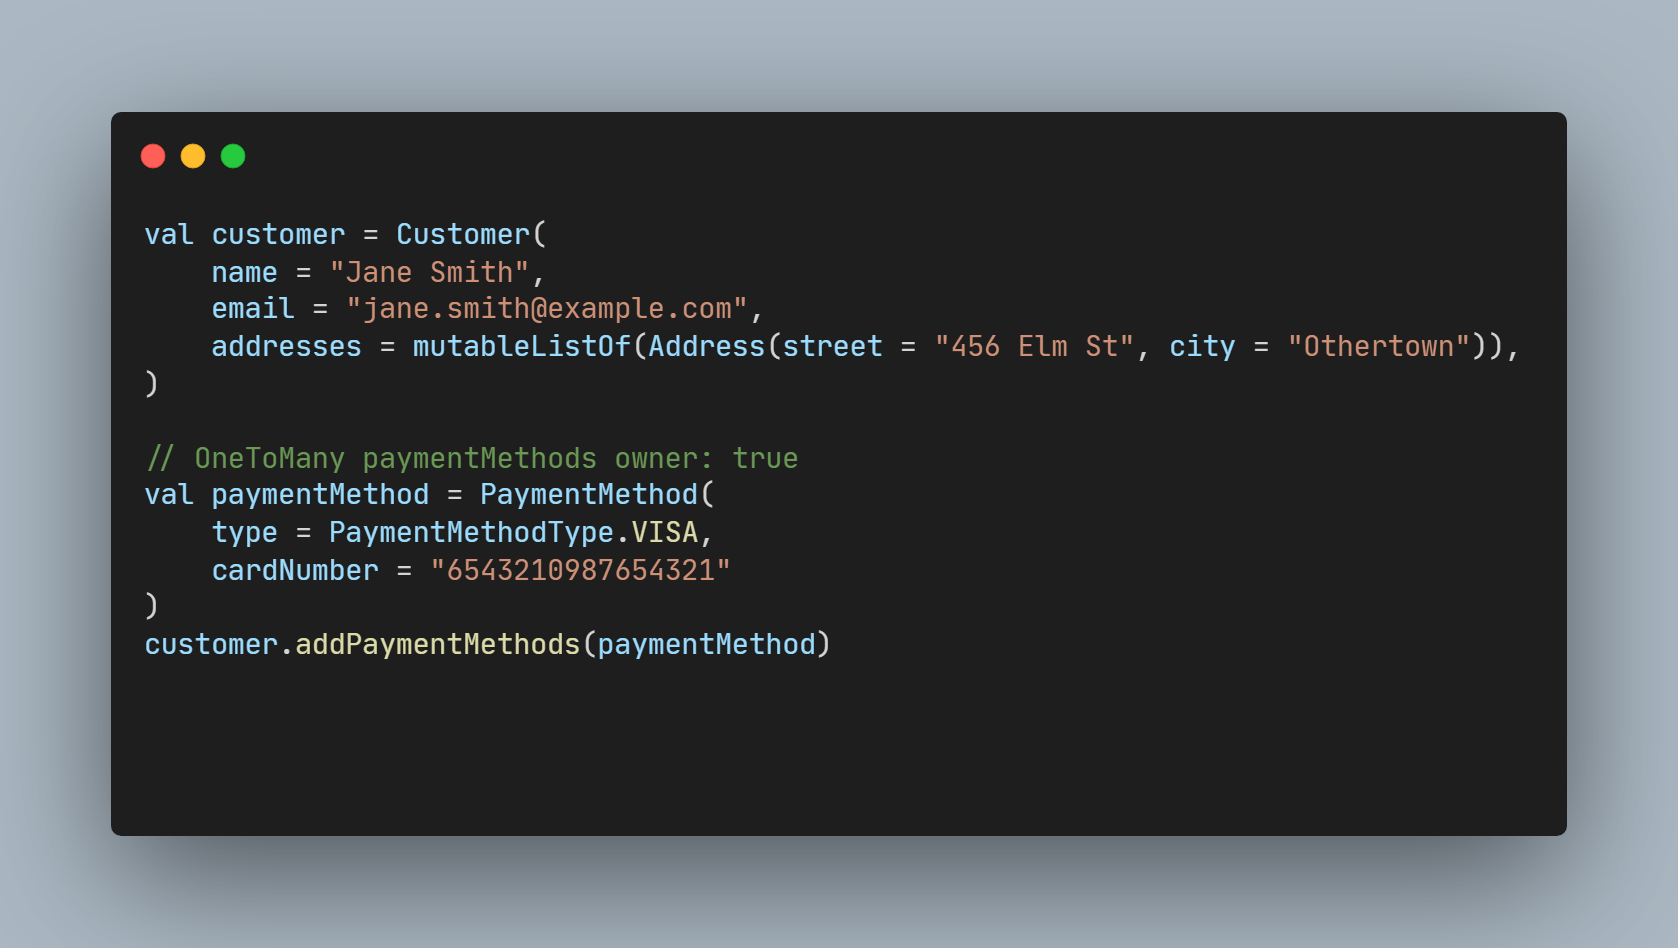 val customer = Customer(
    name = "Jane Smith",
    email = "jane.smith@example.com",
    addresses = mutableListOf(Address(street = "456 Elm St", city = "Othertown")),
)

// OneToMany paymentMethods owner: true
val paymentMethod = PaymentMethod(
    type = PaymentMethodType.VISA,
    cardNumber = "6543210987654321"
)
customer.addPaymentMethods(paymentMethod)